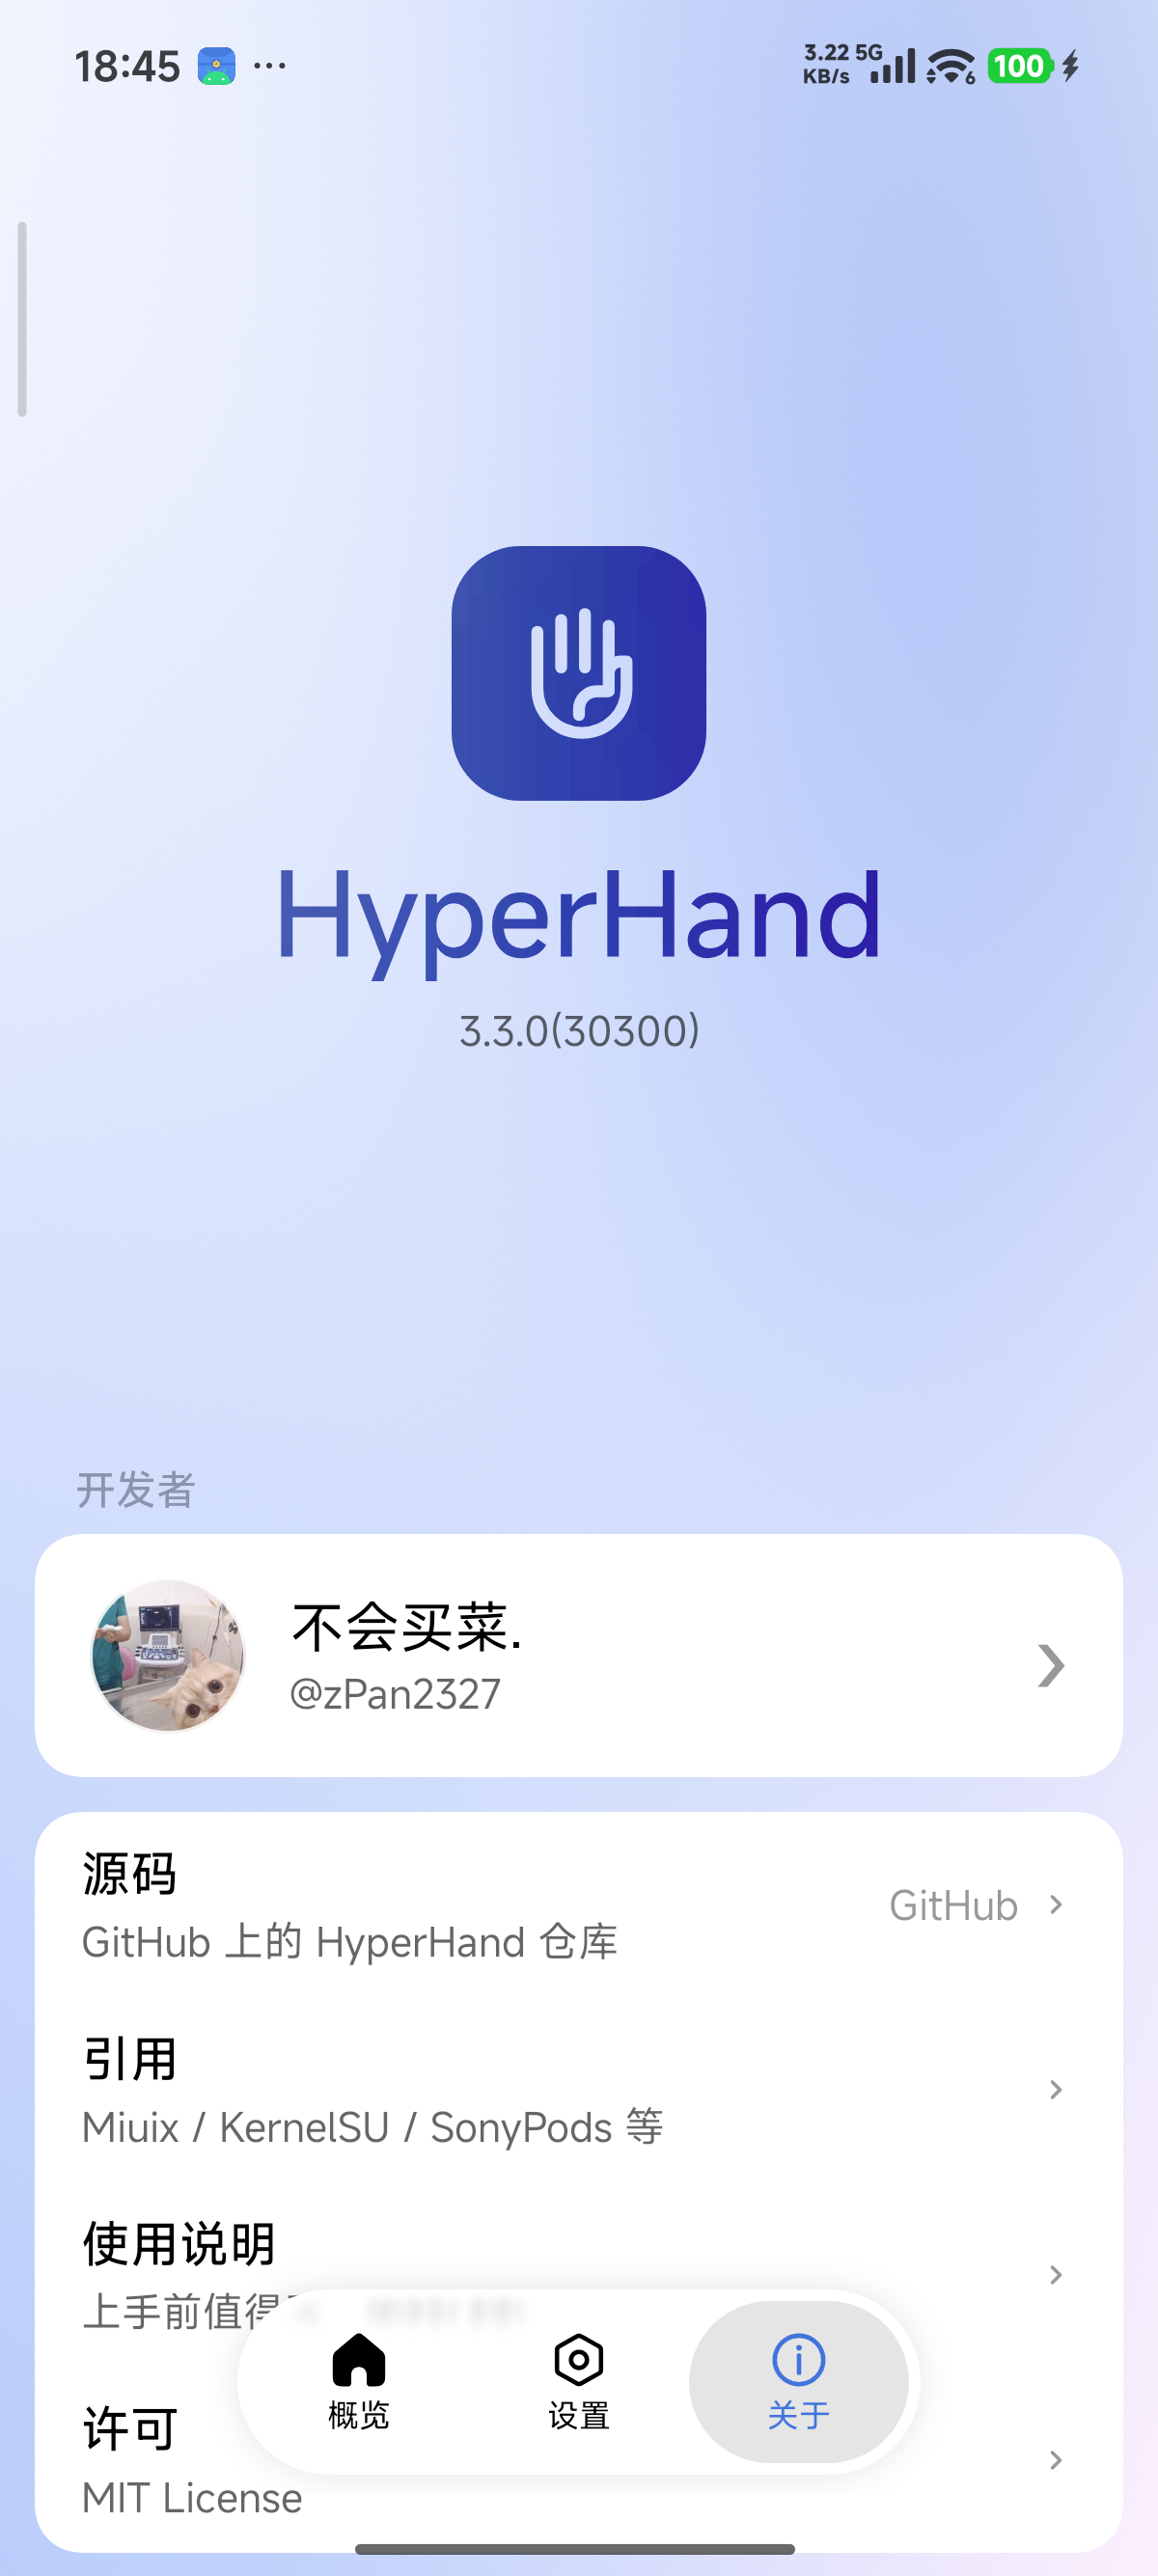 18:45
3.22 5G
KB/s
6
100
HyperHand
3.3.0(30300)
开发者
不会买菜.
@zPan2327
源码
GitHub 上的 HyperHand 仓库
GitHub
引用
Miuix / KernelSU / SonyPods 等
使用说明
上手前值得
概览
设置
关于
许可
MIT License